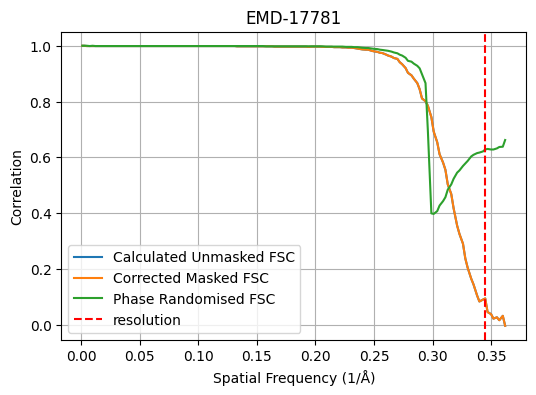 EMD-17781
1.0
0.8
0.6
0.4
0.2
0.0
Correlation
Calculated Unmasked FSC
Corrected Masked FSC
Phase Randomised FSC
resolution
0.00 0.05 0.10 0.15 0.20 0.25 0.30 0.35
Spatial Frequency (1/Å)